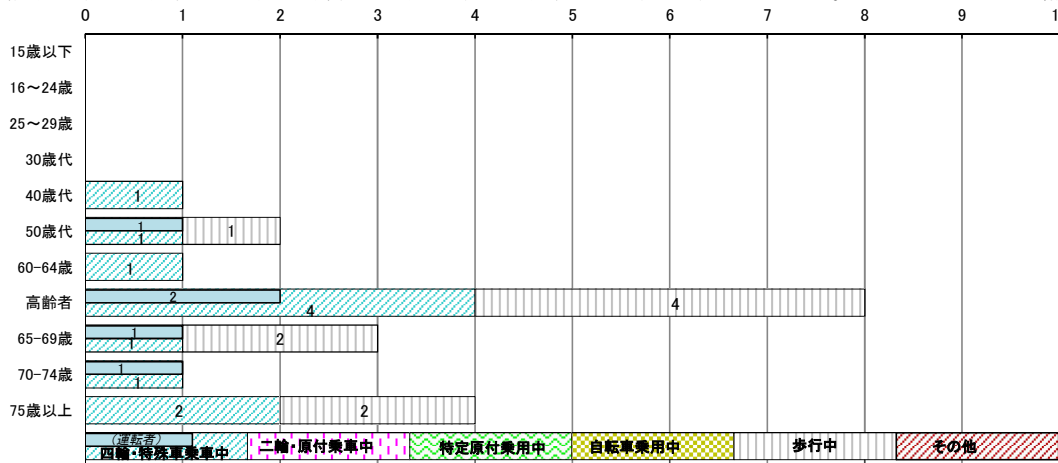 0 1 2 3 4 5 6 7 8 9 1
15歳以下
16～24歳
25～29歳
30歳代
40歳代 1
50歳代 1 1 1
60-64歳 1
高齢者 2 4 4
65-69歳 1 1 2
70-74歳 1 1
75歳以上 2 2
(運転者)
四輪・特殊車乗車中 二輪・原付乗車中 特定原付乗用中 自転車乗用中 歩行中 その他